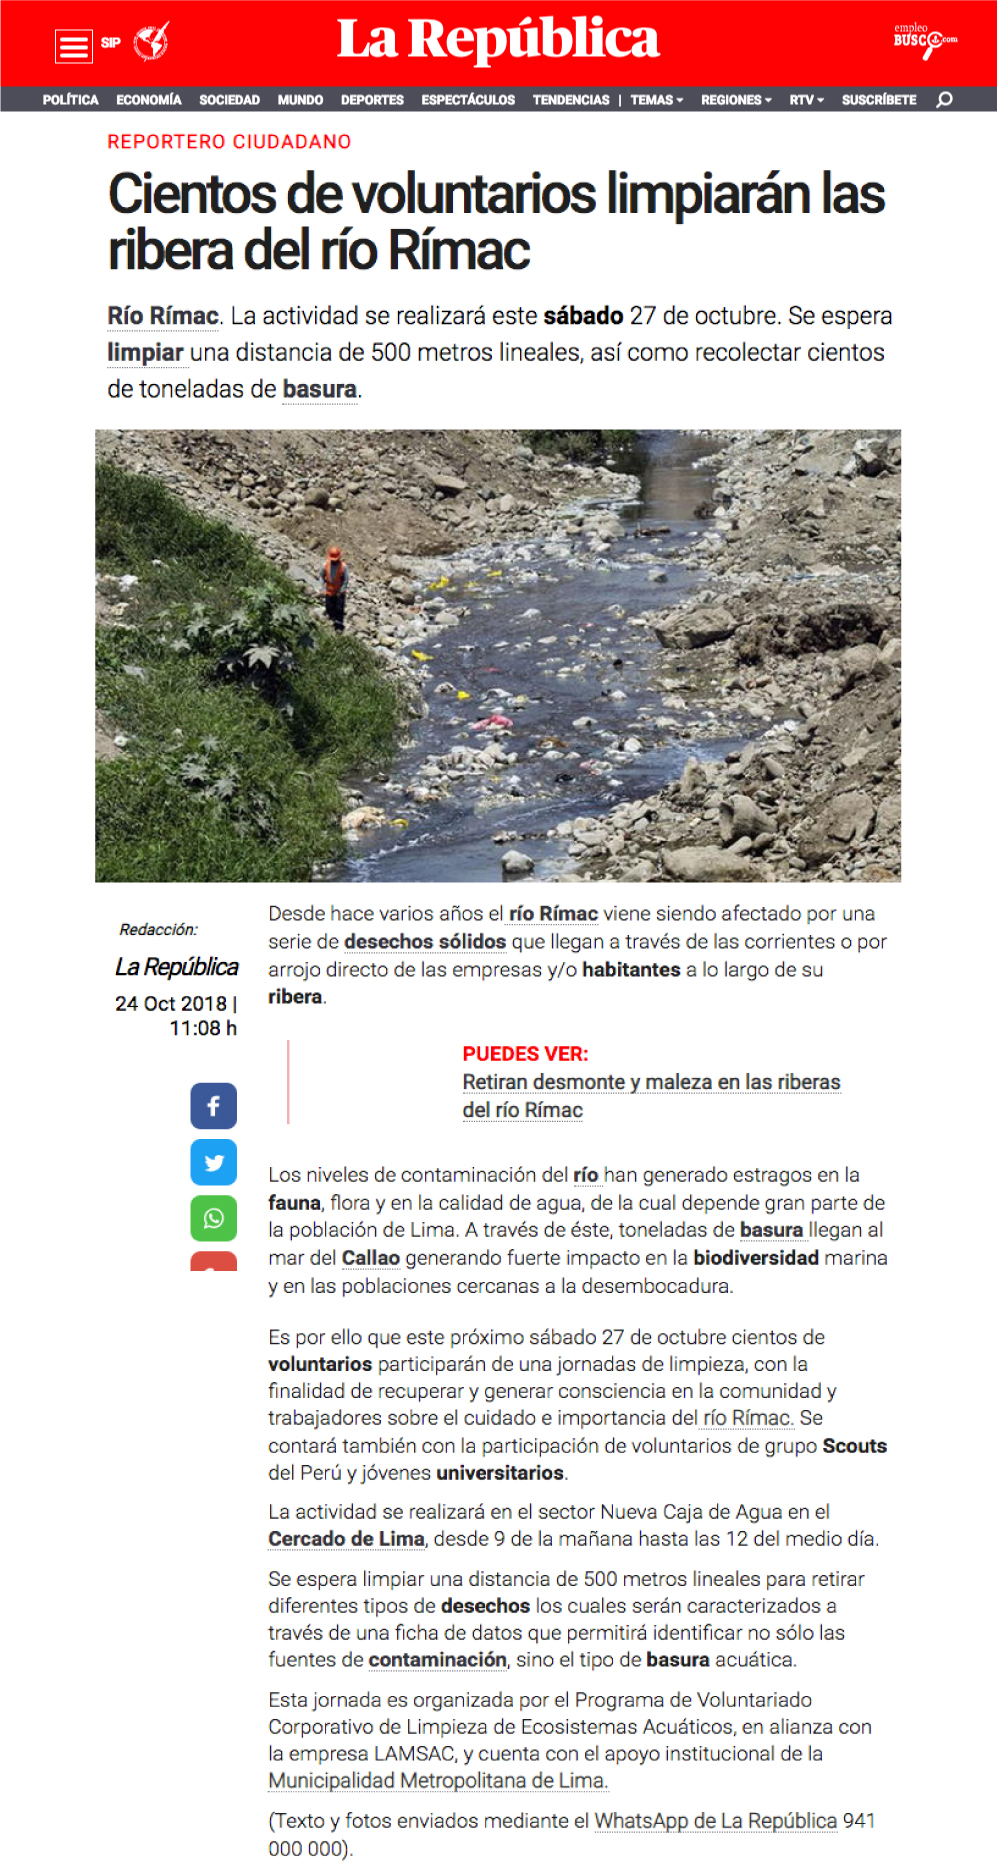 SIP
La República
empleo
BUSCO.com
POLÍTICA ECONOMÍA SOCIEDAD MUNDO DEPORTES ESPECTÁCULOS TENDENCIAS | TEMAS REGIONES RTV SUSCRÍBETE
REPORTERO CIUDADANO
Cientos de voluntarios limpiarán las
ribera del río Rímac
Río Rímac. La actividad se realizará este sábado 27 de octubre. Se espera
limpiar una distancia de 500 metros lineales, así como recolectar cientos
de toneladas de basura.
Redacción:
La República
24 Oct 2018 |
11:08 h
Desde hace varios años el río Rímac viene siendo afectado por una
serie de desechos sólidos que llegan a través de las corrientes o por
arrojo directo de las empresas y/o habitantes a lo largo de su
ribera.
PUEDES VER:
Retiran desmonte y maleza en las riberas
del río Rímac
Los niveles de contaminación del río han generado estragos en la
fauna, flora y en la calidad de agua, de la cual depende gran parte de
la población de Lima. A través de éste, toneladas de basura llegan al
mar del Callao generando fuerte impacto en la biodiversidad marina
y en las poblaciones cercanas a la desembocadura.
Es por ello que este próximo sábado 27 de octubre cientos de
voluntarios participarán de una jornadas de limpieza, con la
finalidad de recuperar y generar consciencia en la comunidad y
trabajadores sobre el cuidado e importancia del río Rímac. Se
contará también con la participación de voluntarios de grupo Scouts
del Perú y jóvenes universitarios.
La actividad se realizará en el sector Nueva Caja de Agua en el
Cercado de Lima, desde 9 de la mañana hasta las 12 del medio día.
Se espera limpiar una distancia de 500 metros lineales para retirar
diferentes tipos de desechos los cuales serán caracterizados a
través de una ficha de datos que permitirá identificar no sólo las
fuentes de contaminación, sino el tipo de basura acuática.
Esta jornada es organizada por el Programa de Voluntariado
Corporativo de Limpieza de Ecosistemas Acuáticos, en alianza con
la empresa LAMSAC, y cuenta con el apoyo institucional de la
Municipalidad Metropolitana de Lima.
(Texto y fotos enviados mediante el WhatsApp de La República 941
000 000).